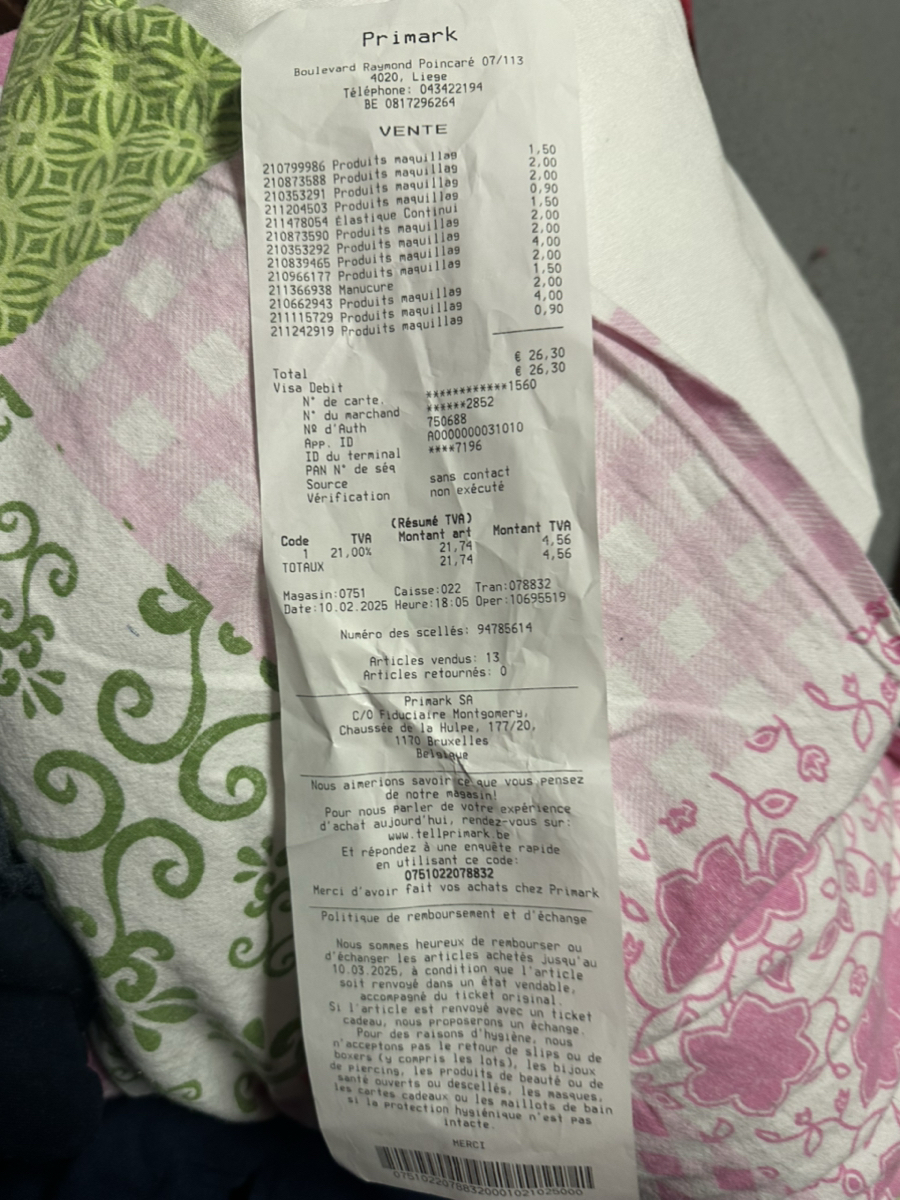 Primark
Boulevard Raymond Poincaré 07/113
4020, Liege
Téléphone: 043422194
BE 0817296264
VENTE
210799986 Produits maquillag 1,50
210873588 Produits maquillag 2,00
210353291 Produits maquillag 2,00
211204503 Produits maquillag 0,90
211478054 Élastique Continui 1,50
210873590 Produits maquillag 2,00
210353292 Produits maquillag 2,00
210839465 Produits maquillag 4,00
210966177 Produits maquillag 2,00
211366938 Manucure 1,50
210662943 Produits maquillag 2,00
211115729 Produits maquillag 4,00
211242919 Produits maquillag 0,90
Total € 26,30
Visa Debit € 26,30
N° de carte. ************1560
N° du marchand ******2852
Nº d'Auth 750688
App. ID A0000000031010
ID du terminal ****7196
PAN N° de séq
Source sans contact
Vérification non exécuté
(Résumé TVA)
Code TVA Montant art Montant TVA
1 21,00% 21,74 4,56
TOTAUX 21,74 4,56
Magasin:0751 Caisse:022 Tran:078832
Date:10.02.2025 Heure:18:05 Oper:10695519
Numéro des scellés: 94785614
Articles vendus: 13
Articles retournés: 0
Primark SA
C/O Fiduciaire Montgomery,
Chaussée de la Hulpe, 177/20,
1170 Bruxelles
Belgique
Nous aimerions savoir ce que vous pensez
de notre magasin!
Pour nous parler de votre expérience
d'achat aujourd'hui, rendez-vous sur:
www.tellprimark.be
Et répondez à une enquête rapide
en utilisant ce code:
0751022078832
Merci d'avoir fait vos achats chez Primark
Politique de remboursement et d'échange
Nous sommes heureux de rembourser ou
d'échanger les articles achetés jusqu'au
10.03.2025, à condition que l'article
soit renvoyé dans un état vendable,
accompagné du ticket original.
Si l'article est renvoyé avec un ticket
cadeau, nous proposerons un échange.
Pour des raisons d'hygiène, nous
n'acceptons pas le retour de slips ou de
boxers (y compris les lots), les bijoux
de piercing, les produits de beauté ou de
santé ouverts ou descellés, les masques,
les cartes cadeaux ou les maillots de bain
si la protection hygiénique n'est pas
intacte.
MERCI